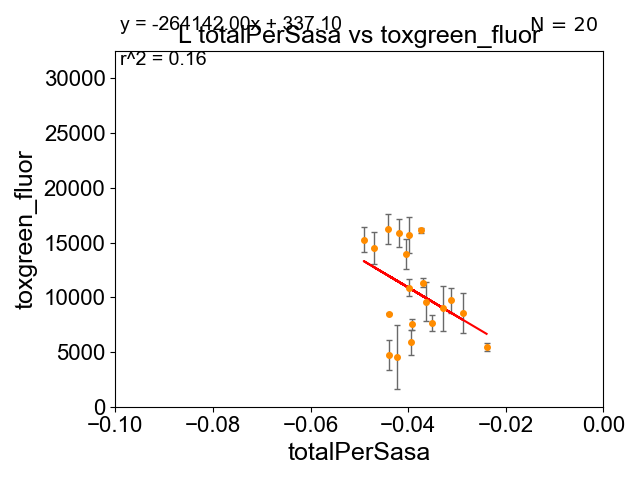 y = -264142.00x + 337.10
N = 20
L totalPerSasa vs toxgreen_fluor
r^2 = 0.16
30000
25000
20000
15000
10000
5000
0
toxgreen_fluor
−0.10 −0.08 −0.06 −0.04 −0.02 0.00
totalPerSasa